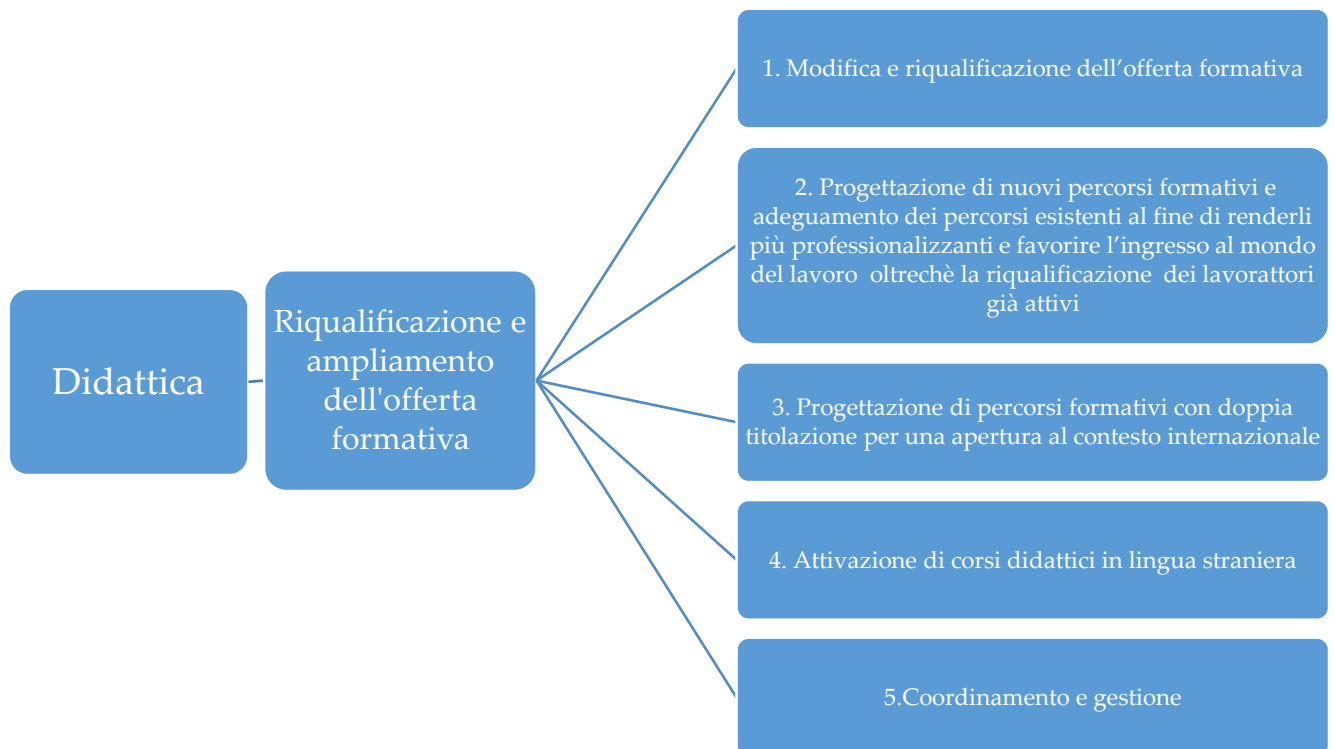 Didattica
Riqualificazione e
ampliamento
dell'offerta
formativa
1. Modifica e riqualificazione dell’offerta formativa
2. Progettazione di nuovi percorsi formativi e
adeguamento dei percorsi esistenti al fine di renderli
più professionalizzanti e favorire l’ingresso al mondo
del lavoro oltrechè la riqualificazione dei lavorattori
già attivi
3. Progettazione di percorsi formativi con doppia
titolazione per una apertura al contesto internazionale
4. Attivazione di corsi didattici in lingua straniera
5.Coordinamento e gestione